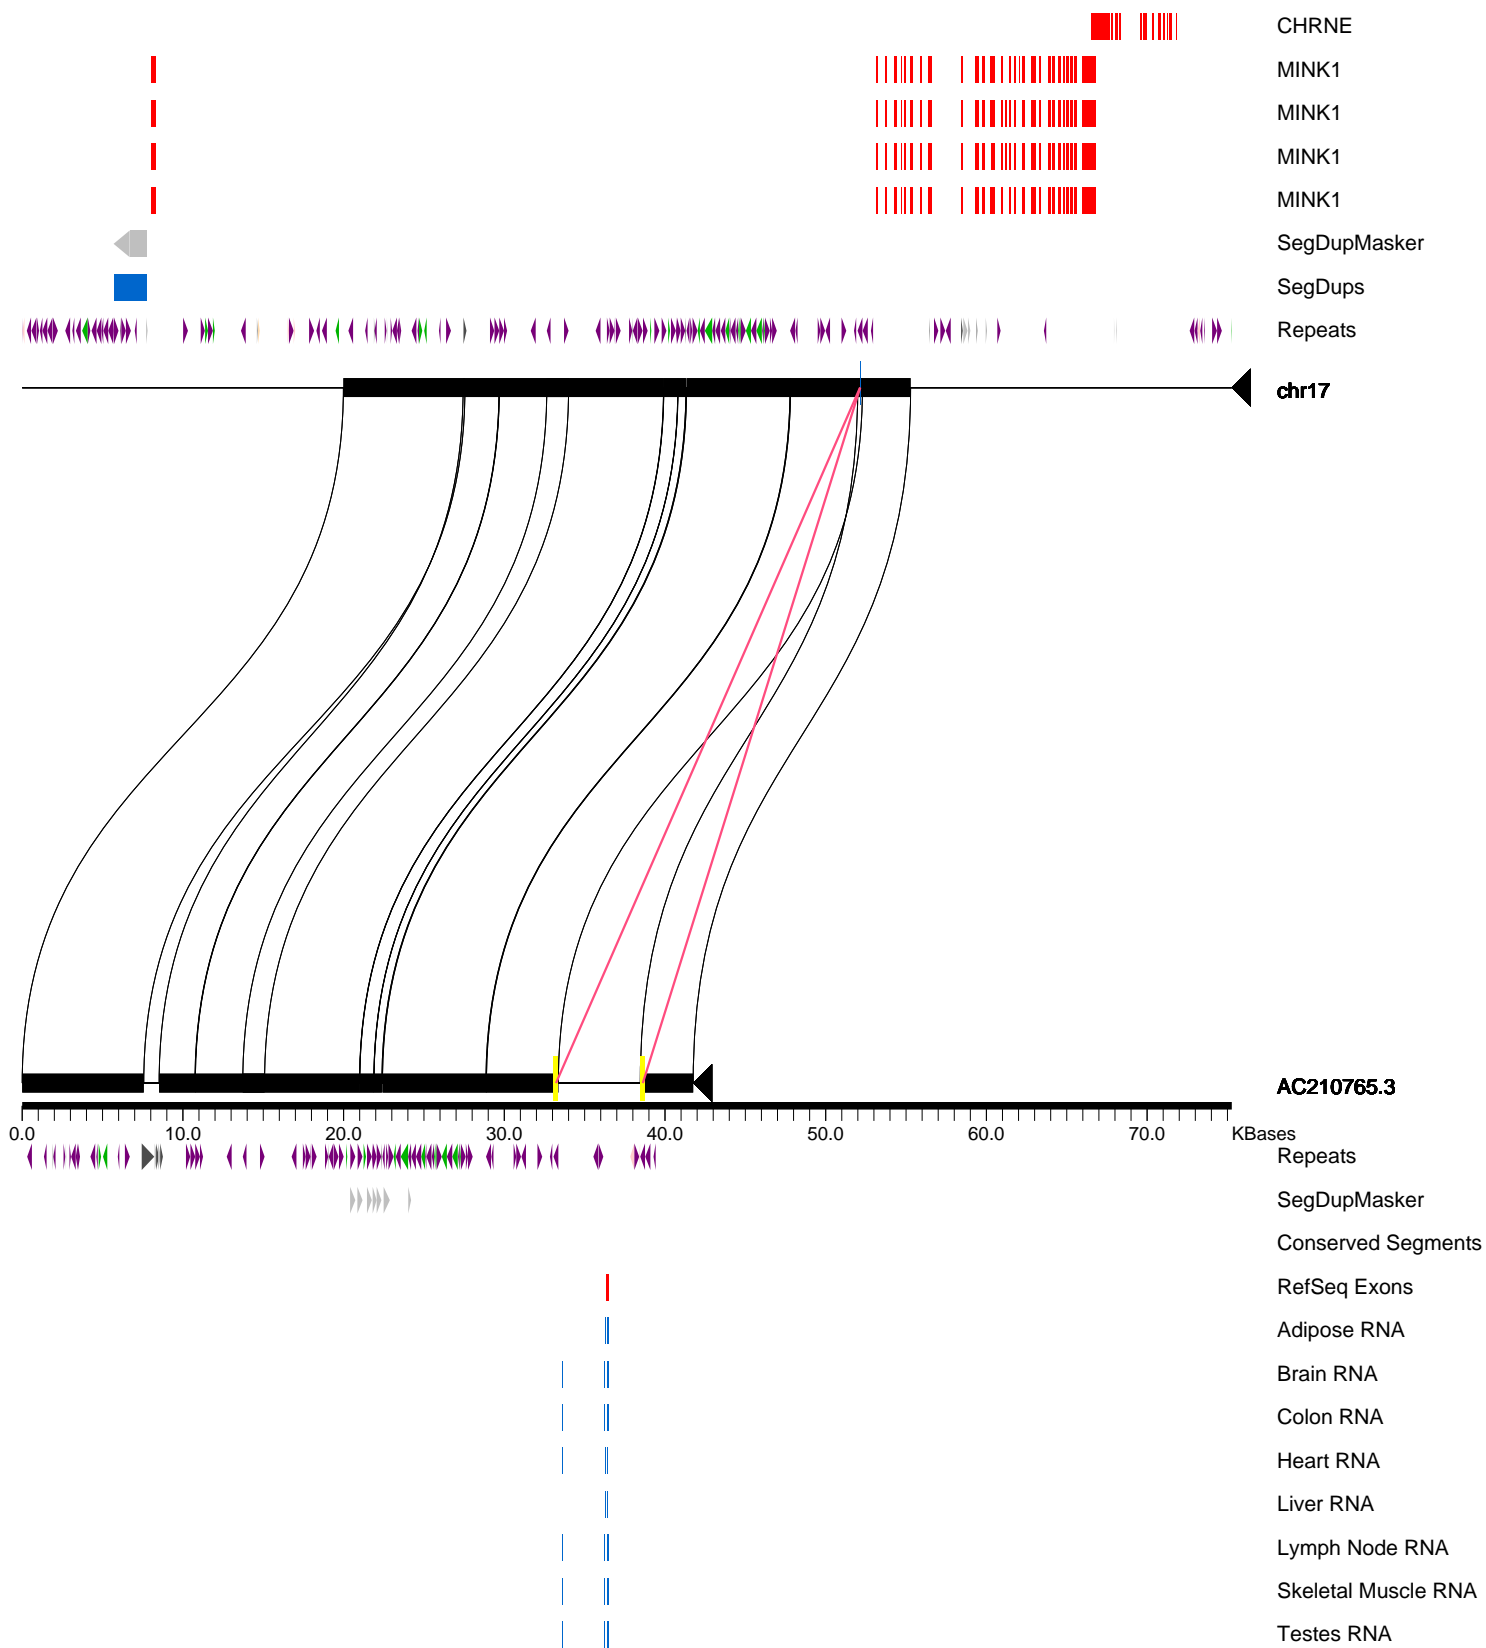 CHRNE
MINK1
MINK1
MINK1
MINK1
SegDupMasker
SegDups
Repeats
chr17
AC210765.3
0.0 10.0 20.0 30.0 40.0 50.0 60.0 70.0 KBases
Repeats
SegDupMasker
Conserved Segments
RefSeq Exons
Adipose RNA
Brain RNA
Colon RNA
Heart RNA
Liver RNA
Lymph Node RNA
Skeletal Muscle RNA
Testes RNA